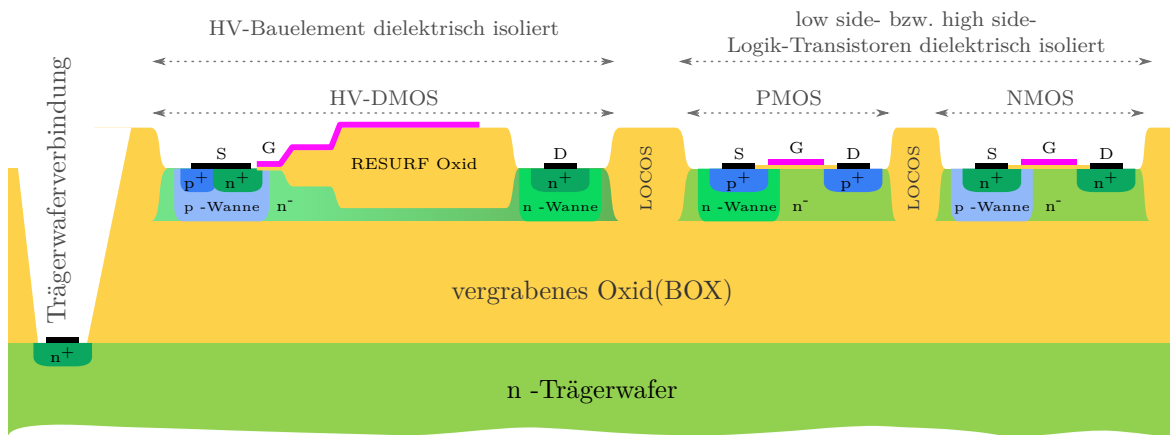 HV-Bauelement dielektrisch isoliert
low side- bzw. high side-
Logik-Transistoren dielektrisch isoliert
Trägerwaferverbindung
HV-DMOS
PMOS
NMOS
S
G
RESURF Oxid
D
LOCOS
S
G
D
LOCOS
S
G
D
p+
n+
n+
p+
p+
n+
n+
p -Wanne
n-
n -Wanne
n -Wanne
n-
p -Wanne
n-
vergrabenes Oxid(BOX)
n+
n -Trägerwafer